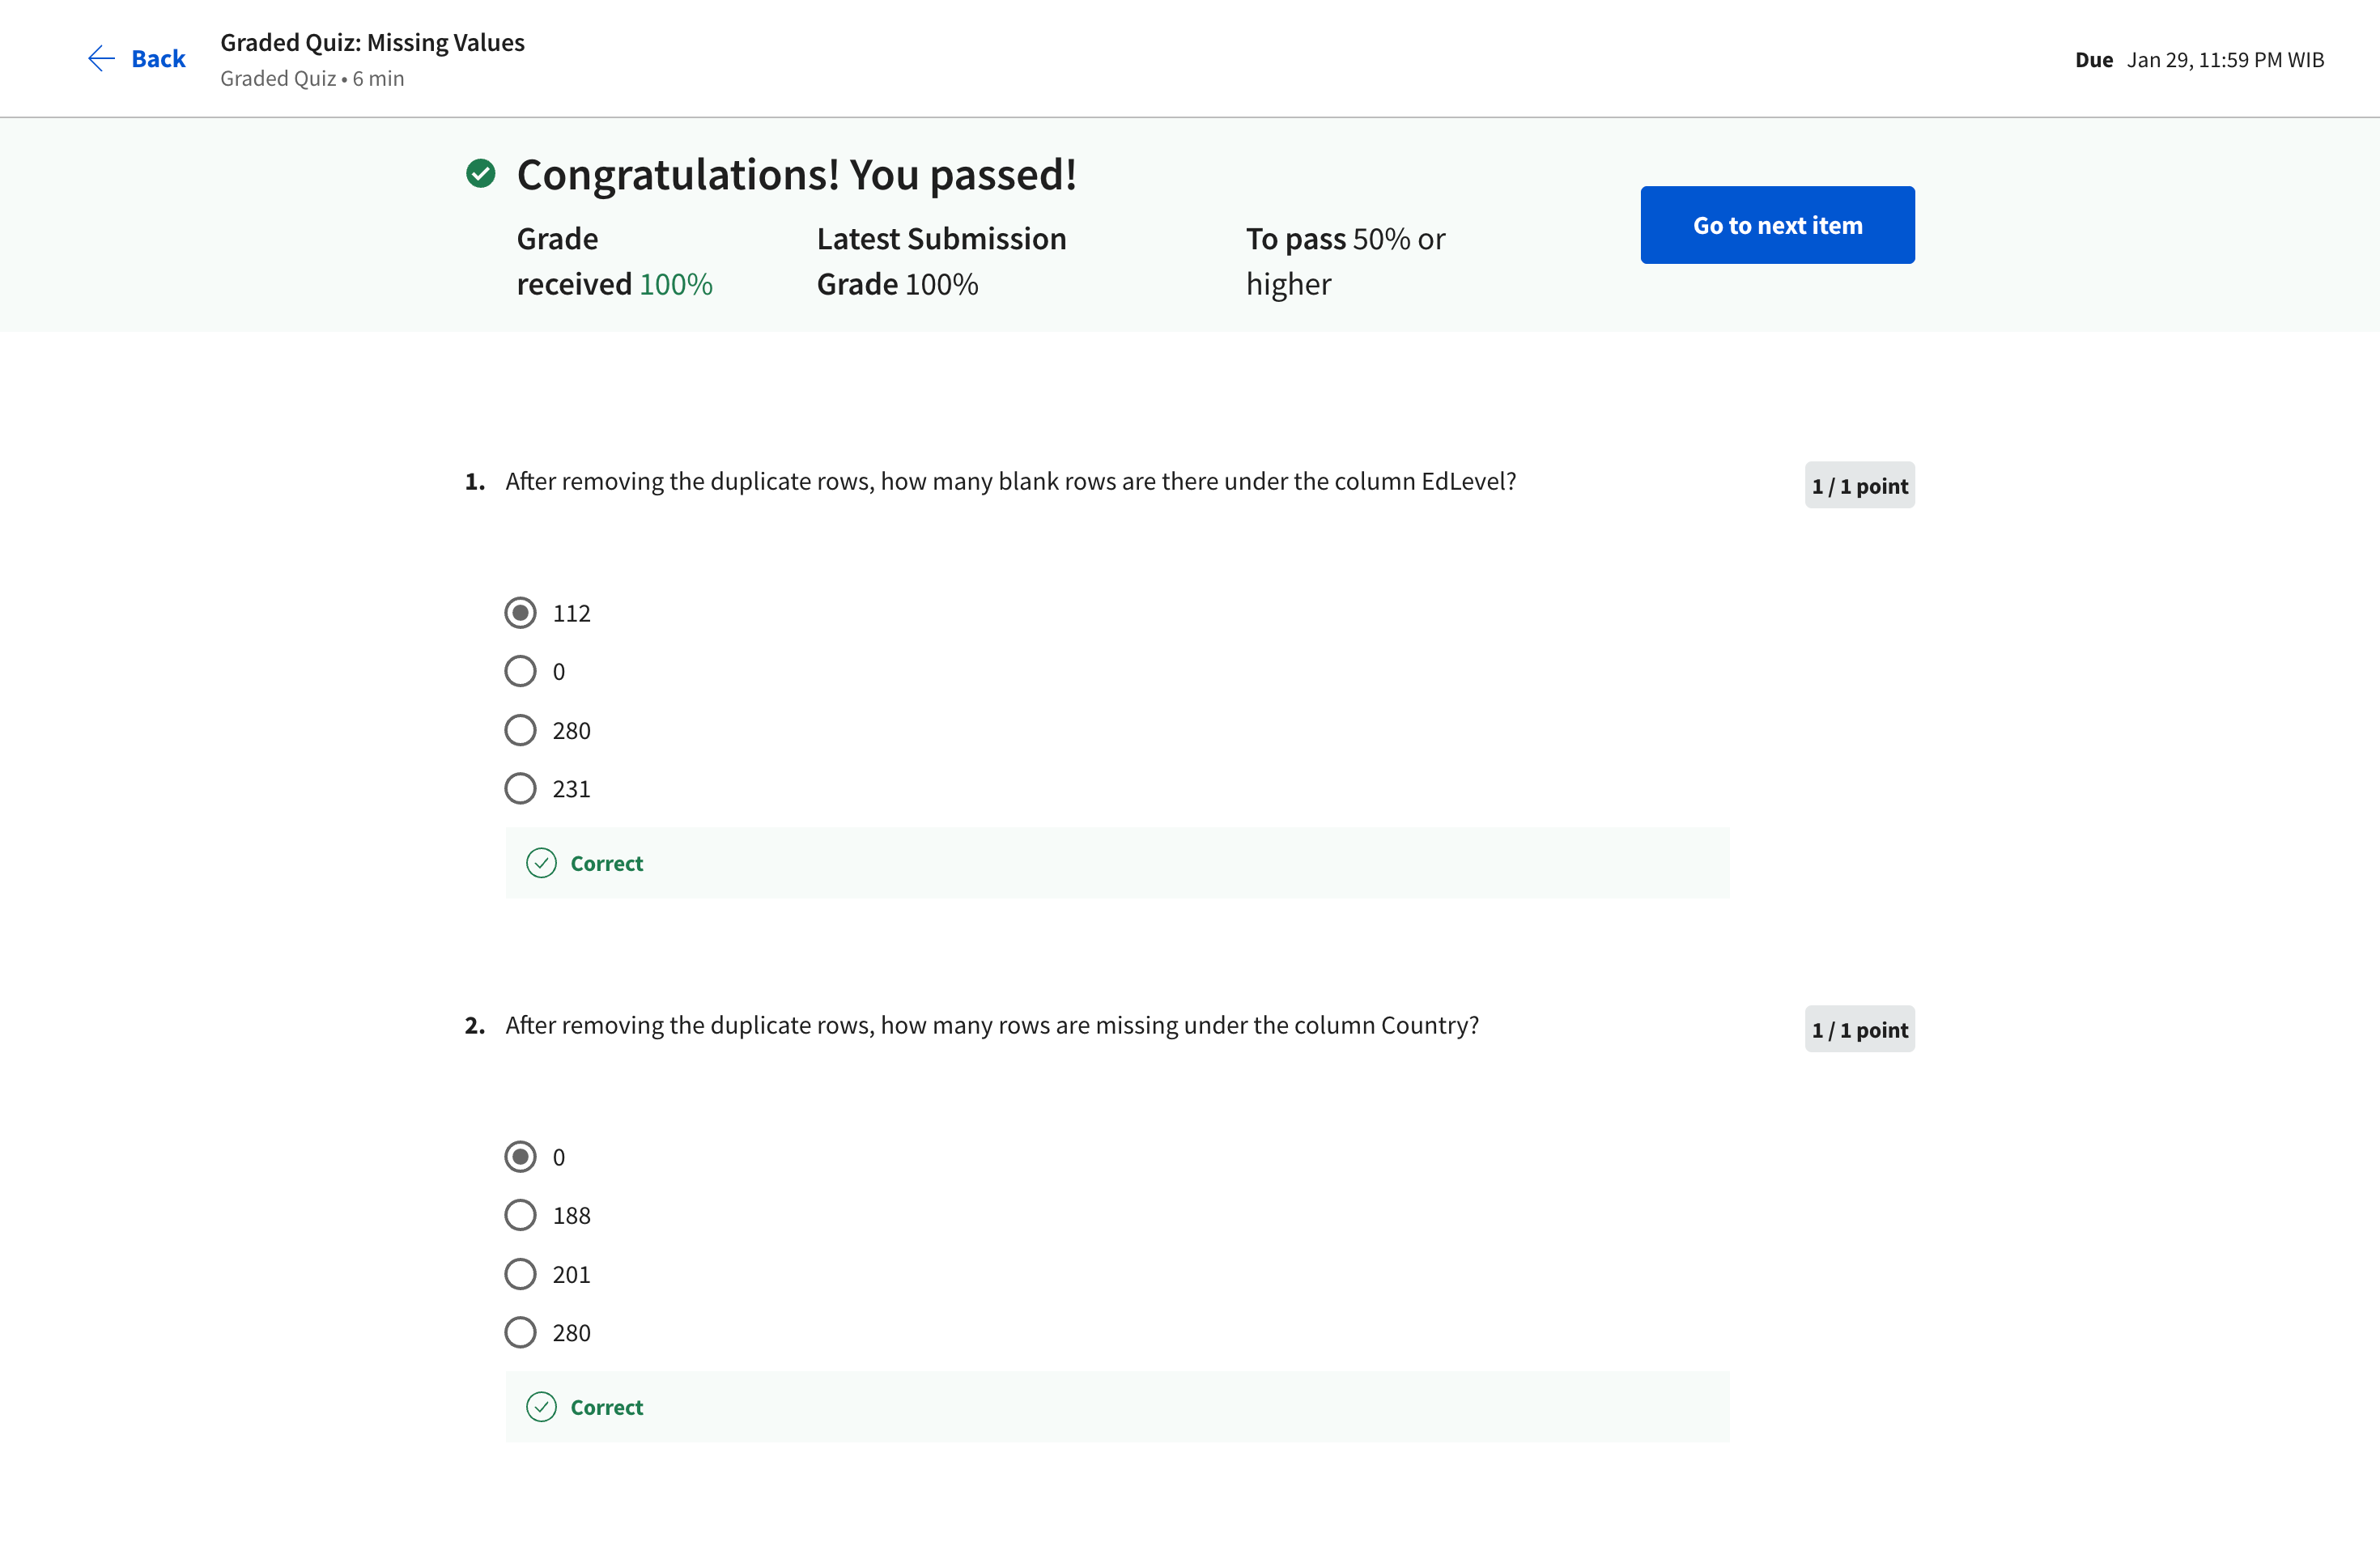 Back
Graded Quiz: Missing Values
Graded Quiz • 6 min
Due Jan 29, 11:59 PM WIB
Congratulations! You passed!
Grade
received 100%
Latest Submission
Grade 100%
To pass 50% or
higher
Go to next item
1. After removing the duplicate rows, how many blank rows are there under the column EdLevel?
1 / 1 point
112
0
280
231
Correct
2. After removing the duplicate rows, how many rows are missing under the column Country?
1 / 1 point
0
188
201
280
Correct